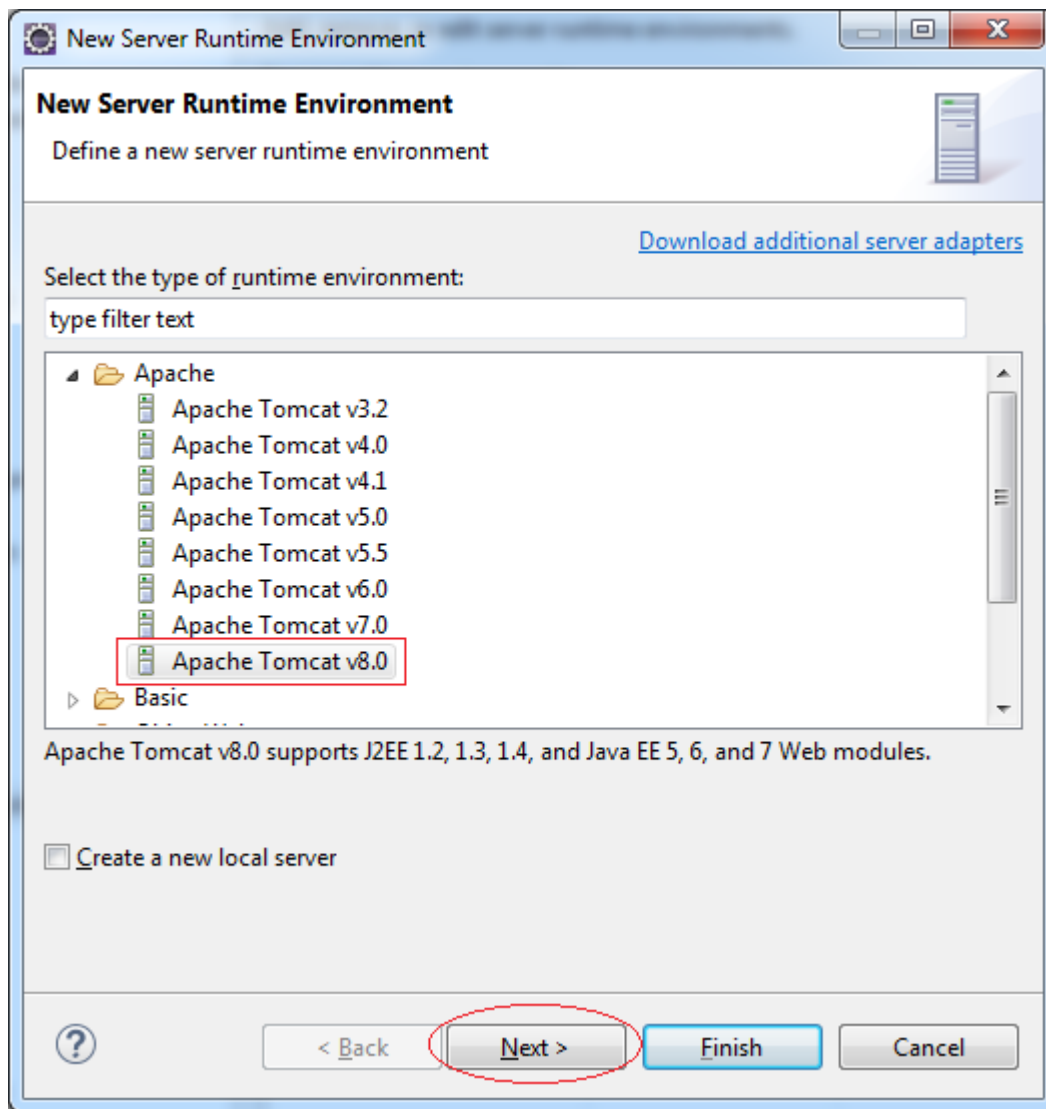 New Server Runtime Environment
New Server Runtime Environment
Define a new server runtime environment
Download additional server adapters
Select the type of runtime environment:
type filter text
Apache
Apache Tomcat v3.2
Apache Tomcat v4.0
Apache Tomcat v4.1
Apache Tomcat v5.0
Apache Tomcat v5.5
Apache Tomcat v6.0
Apache Tomcat v7.0
Apache Tomcat v8.0
Basic
Apache Tomcat v8.0 supports J2EE 1.2, 1.3, 1.4, and Java EE 5, 6, and 7 Web modules.
Create a new local server
? < Back Next > Finish Cancel